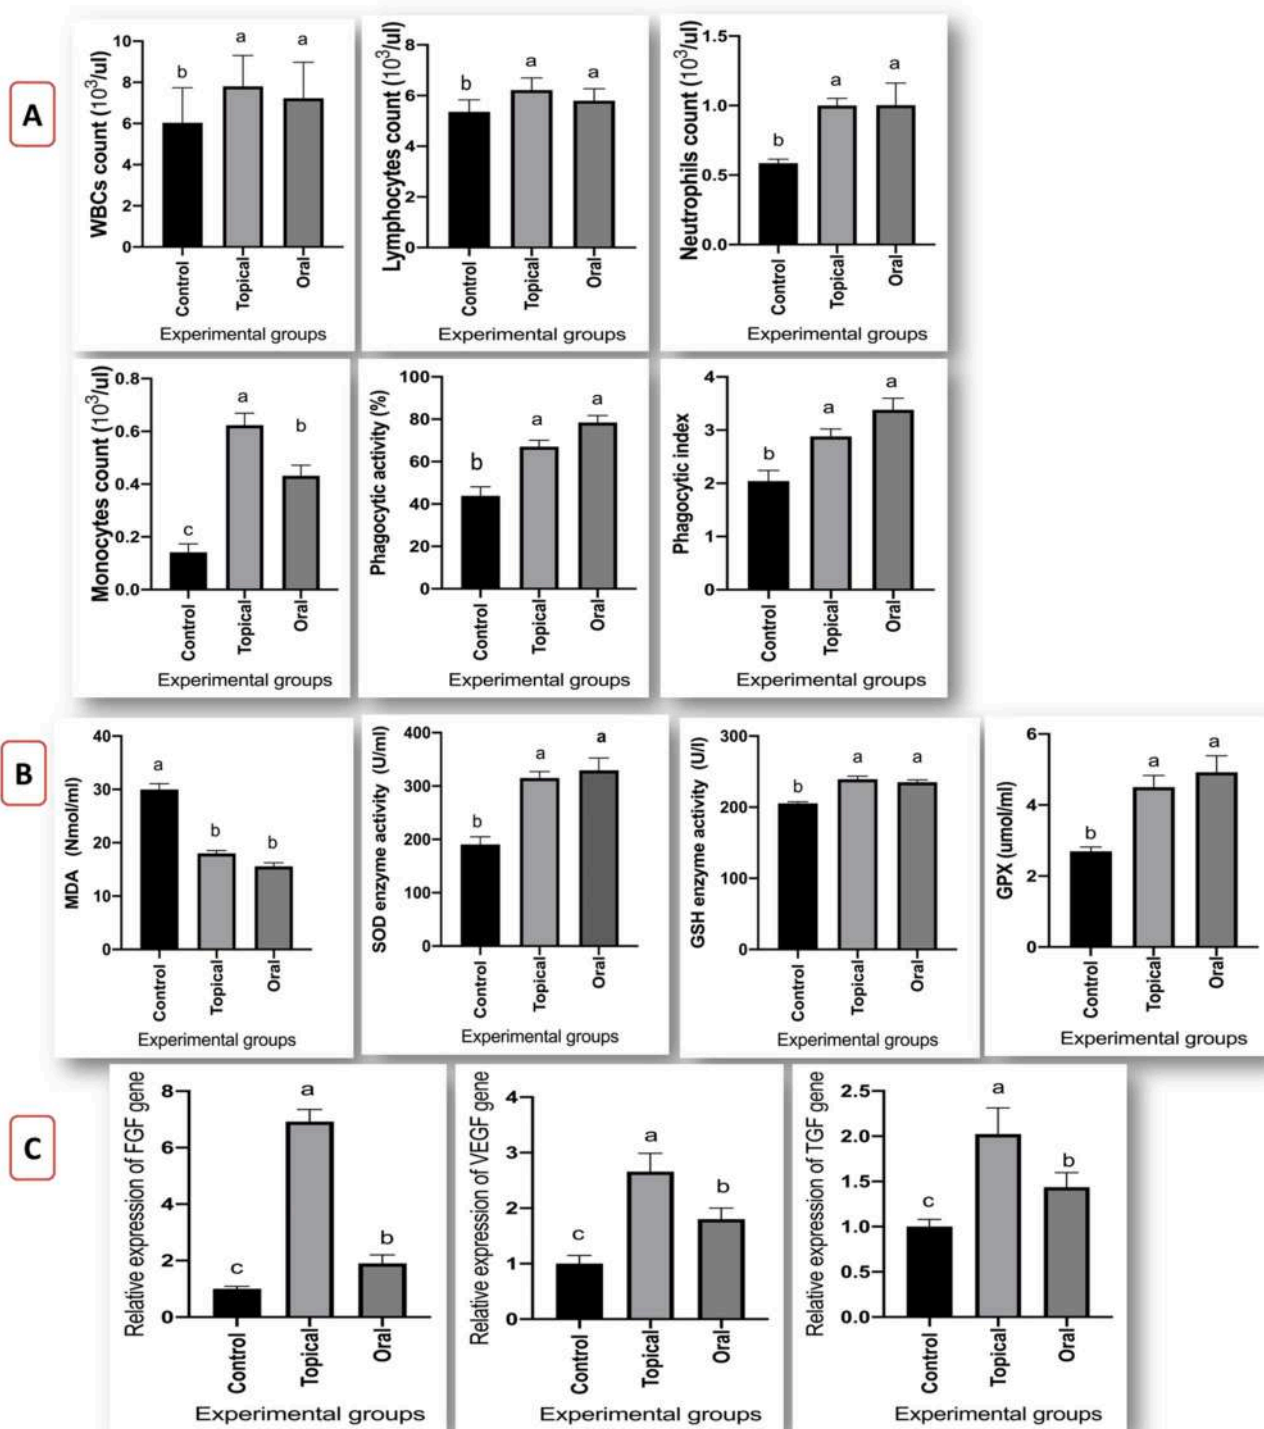 A
WBCs count (10³/ul)
10
8
6
4
2
0
b
a
a
Control
Topical
Oral
Experimental groups
Lymphocytes count (10³/ul)
8
6
4
2
0
b
a
a
Control
Topical
Oral
Experimental groups
Neutrophils count (10³/ul)
1.5
1.0
0.5
0.0
b
a
a
Control
Topical
Oral
Experimental groups
Monocytes count (10³/ul)
0.8
0.6
0.4
0.2
0.0
c
a
b
Control
Topical
Oral
Experimental groups
Phagocytic activity (%)
100
80
60
40
20
0
b
a
a
Control
Topical
Oral
Experimental groups
Phagocytic index
4
3
2
1
0
b
a
a
Control
Topical
Oral
Experimental groups
B
MDA (Nmol/ml)
40
30
20
10
0
a
b
b
Control
Topical
Oral
Experimental groups
SOD enzyme activity (U/ml)
400
300
200
100
0
b
a
a
Control
Topical
Oral
Experimental groups
GSH enzyme activity (U/l)
300
200
100
0
b
a
a
Control
Topical
Oral
Experimental groups
GPX (umol/ml)
6
4
2
0
b
a
a
Control
Topical
Oral
Experimental groups
C
Relative expression of FGF gene
8
6
4
2
0
c
a
b
Control
Topical
Oral
Experimental groups
Relative expression of VEGF gene
4
3
2
1
0
c
a
b
Control
Topical
Oral
Experimental groups
Relative expression of TGF gene
2.5
2.0
1.5
1.0
0.5
0.0
c
a
b
Control
Topical
Oral
Experimental groups